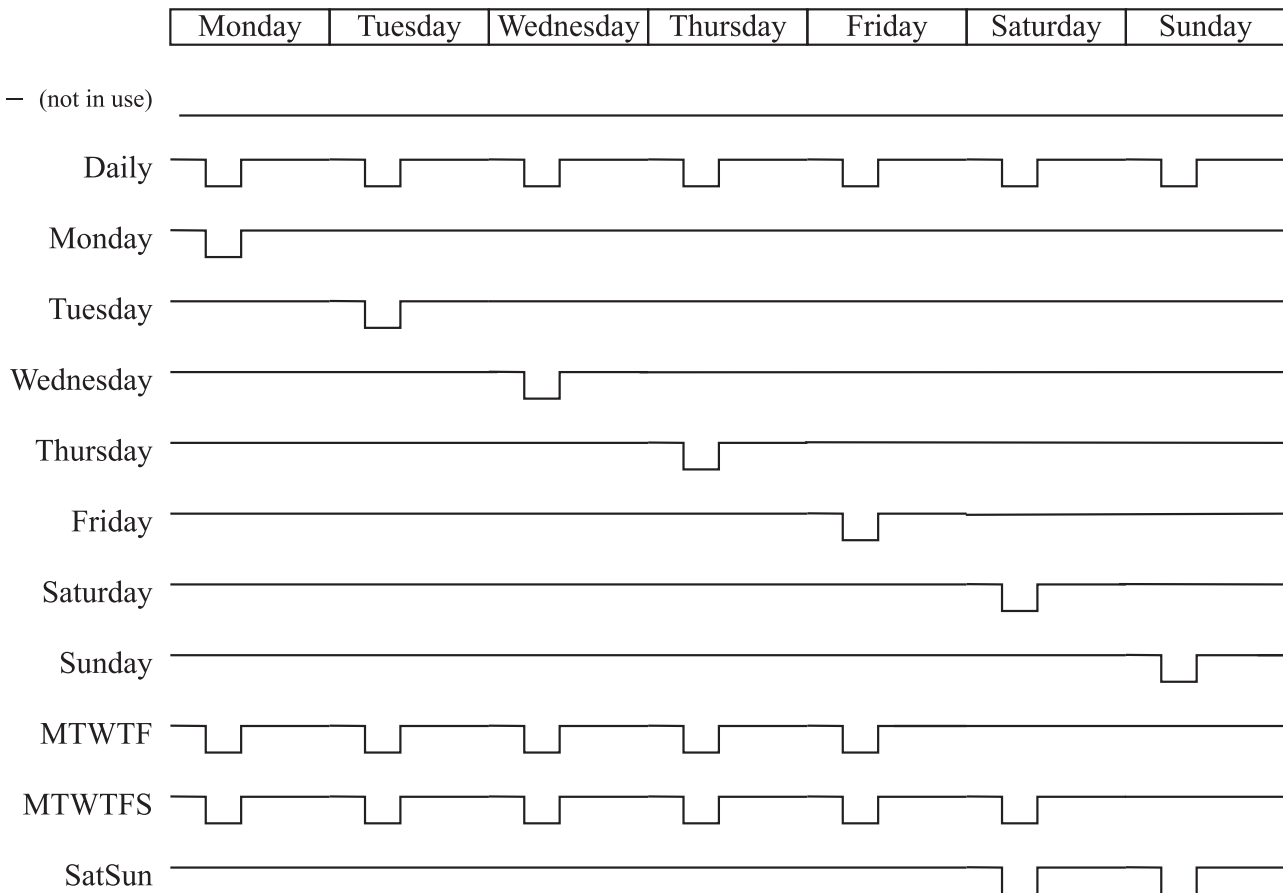 Monday Tuesday Wednesday Thursday Friday Saturday Sunday
— (not in use)
Daily
Monday
Tuesday
Wednesday
Thursday
Friday
Saturday
Sunday
MTWTF
MTWTFS
SatSun